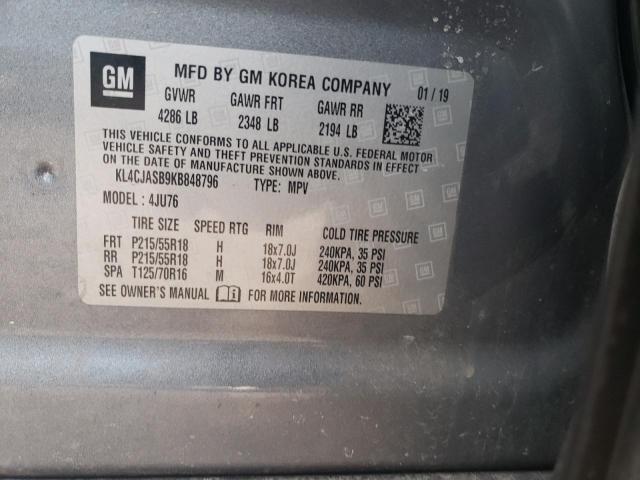 GM
MFD BY GM KOREA COMPANY 01 / 19
GVWR GAWR FRT GAWR RR
4286 LB 2348 LB 2194 LB
THIS VEHICLE CONFORMS TO ALL APPLICABLE U.S. FEDERAL MOTOR
VEHICLE SAFETY AND THEFT PREVENTION STANDARDS IN EFFECT
ON THE DATE OF MANUFACTURE SHOWN ABOVE.
KL4CJASB9KB848796 TYPE: MPV
MODEL : 4JU76
TIRE SIZE SPEED RTG RIM COLD TIRE PRESSURE
FRT P215/55R18 H 18x7.0J 240KPA, 35 PSI
RR P215/55R18 H 18x7.0J 240KPA, 35 PSI
SPA T125/70R16 M 16x4.0T 420KPA, 60 PSI
SEE OWNER'S MANUAL FOR MORE INFORMATION.